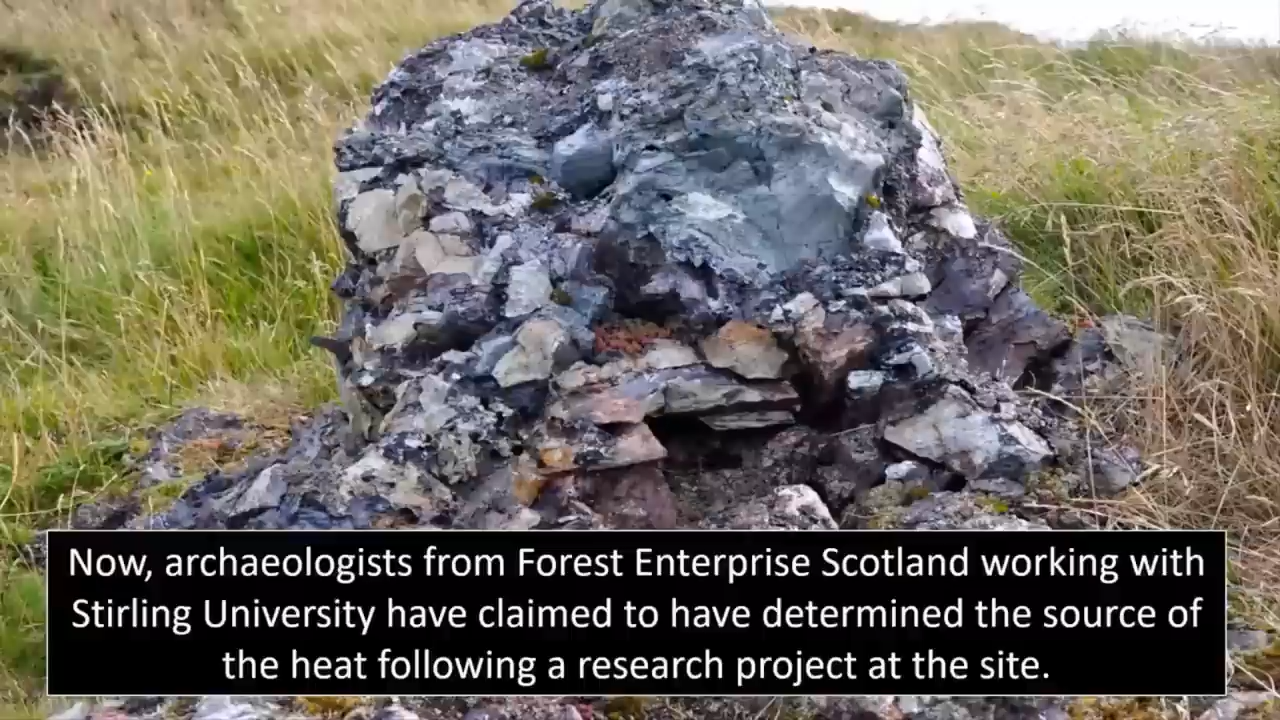 Now, archaeologists from Forest Enterprise Scotland working with
Stirling University have claimed to have determined the source of
the heat following a research project at the site.